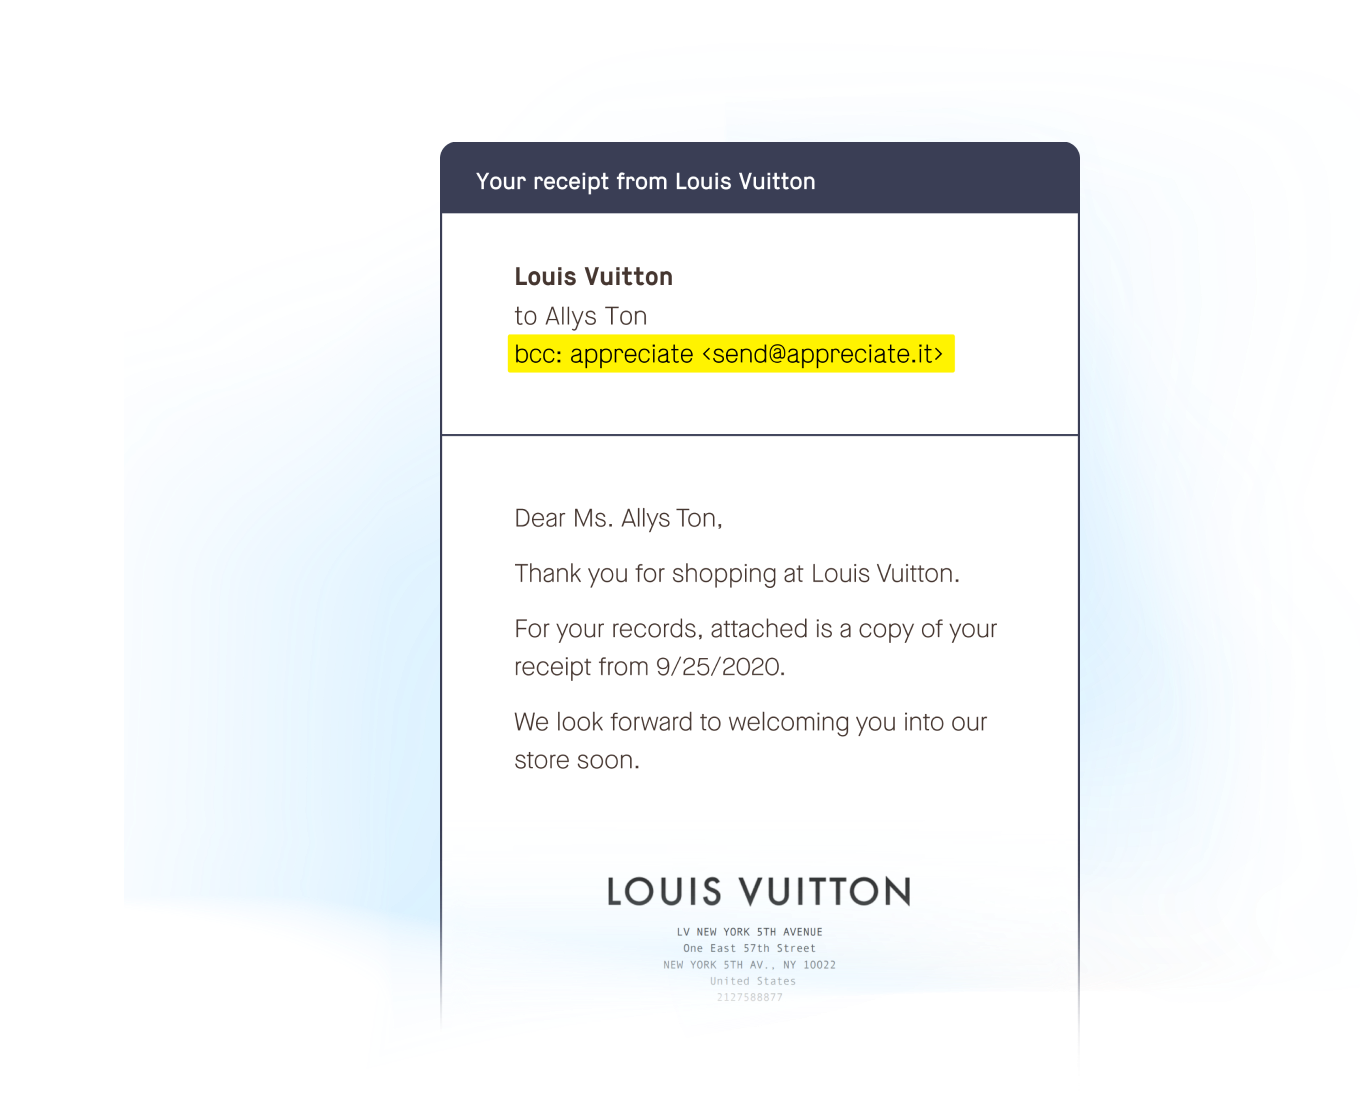 Your receipt from Louis Vuitton
Louis Vuitton
to Allys Ton
bcc: appreciate <send@appreciate.it>
Dear Ms. Allys Ton,
Thank you for shopping at Louis Vuitton.
For your records, attached is a copy of your
receipt from 9/25/2020.
We look forward to welcoming you into our
store soon.
LOUIS VUITTON
LV NEW YORK 5TH AVENUE
One East 57th Street
NEW YORK 5TH AV., NY 10022
United States
2127588877